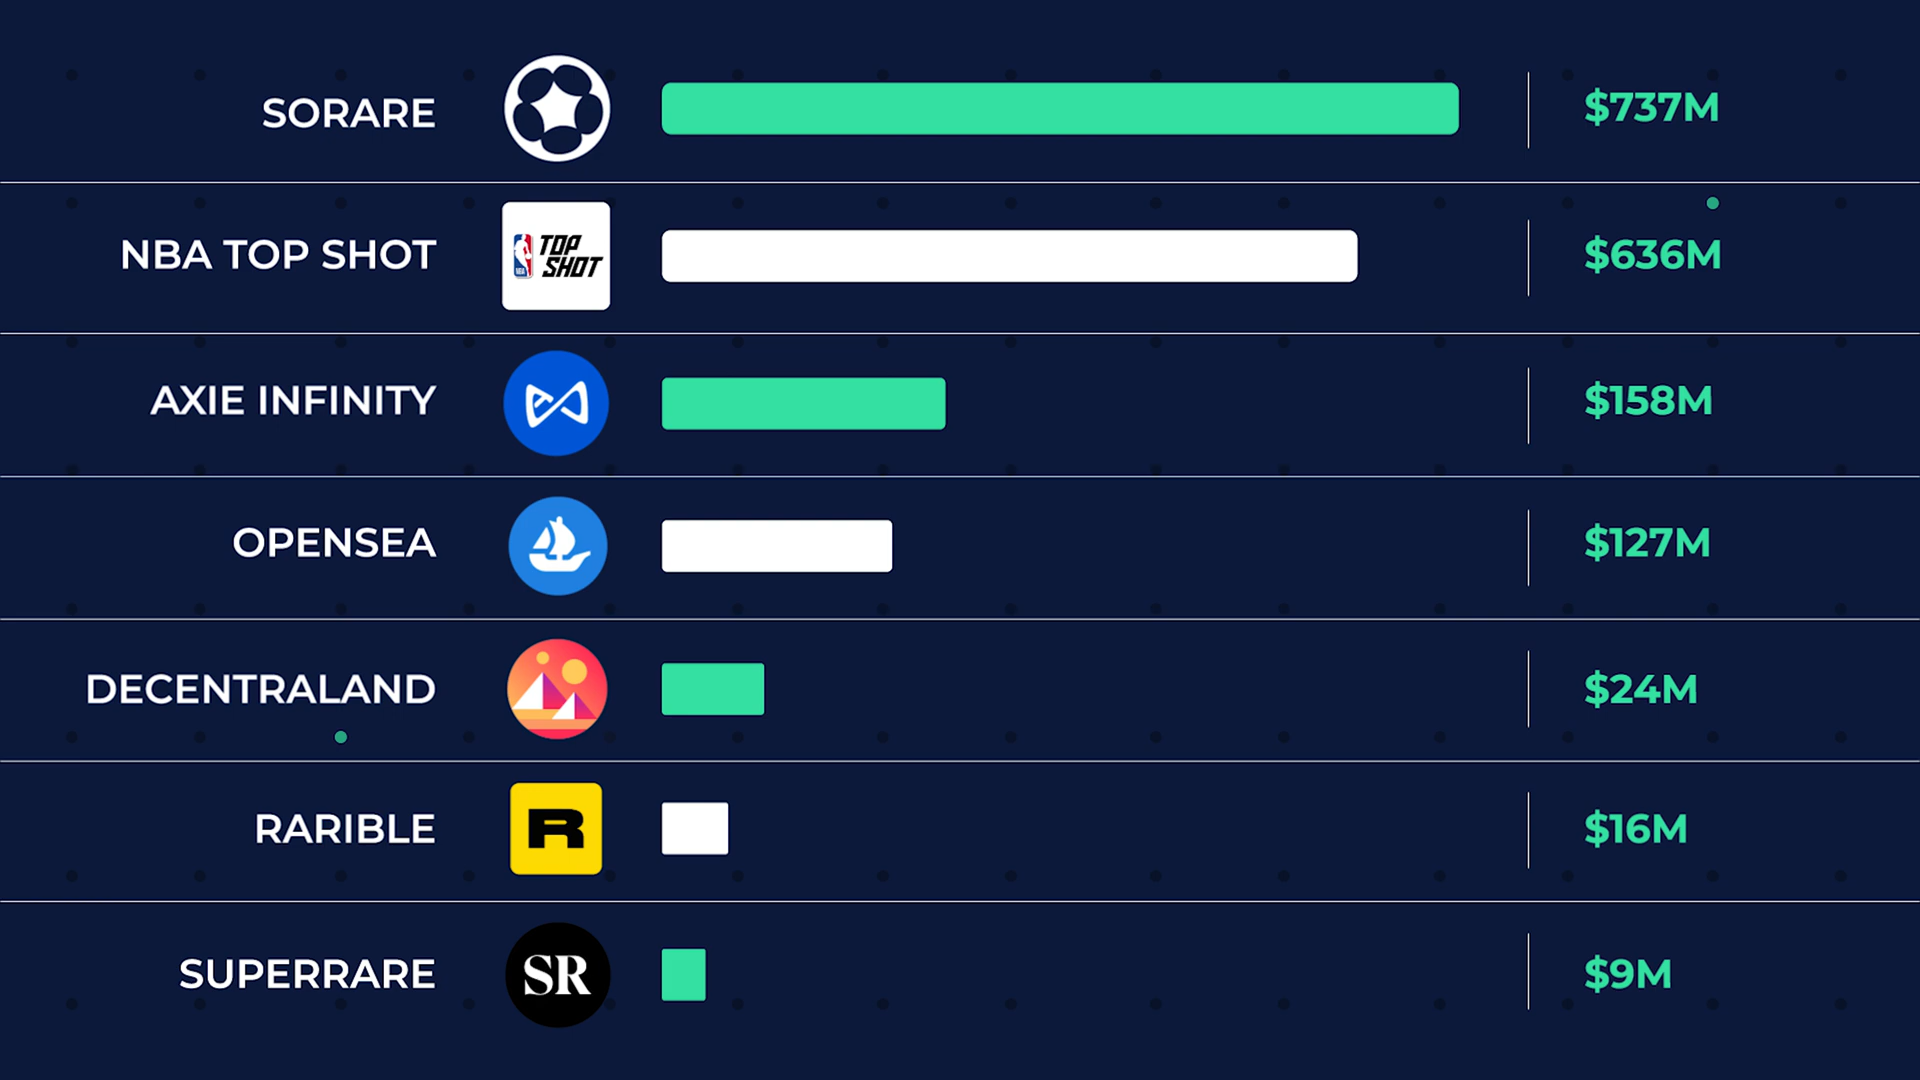 SORARE
$737M
NBA TOP SHOT
NBA
TOP
SHOT
$636M
AXIE INFINITY
$158M
OPENSEA
$127M
DECENTRALAND
$24M
RARIBLE
R
$16M
SUPERRARE
SR
$9M